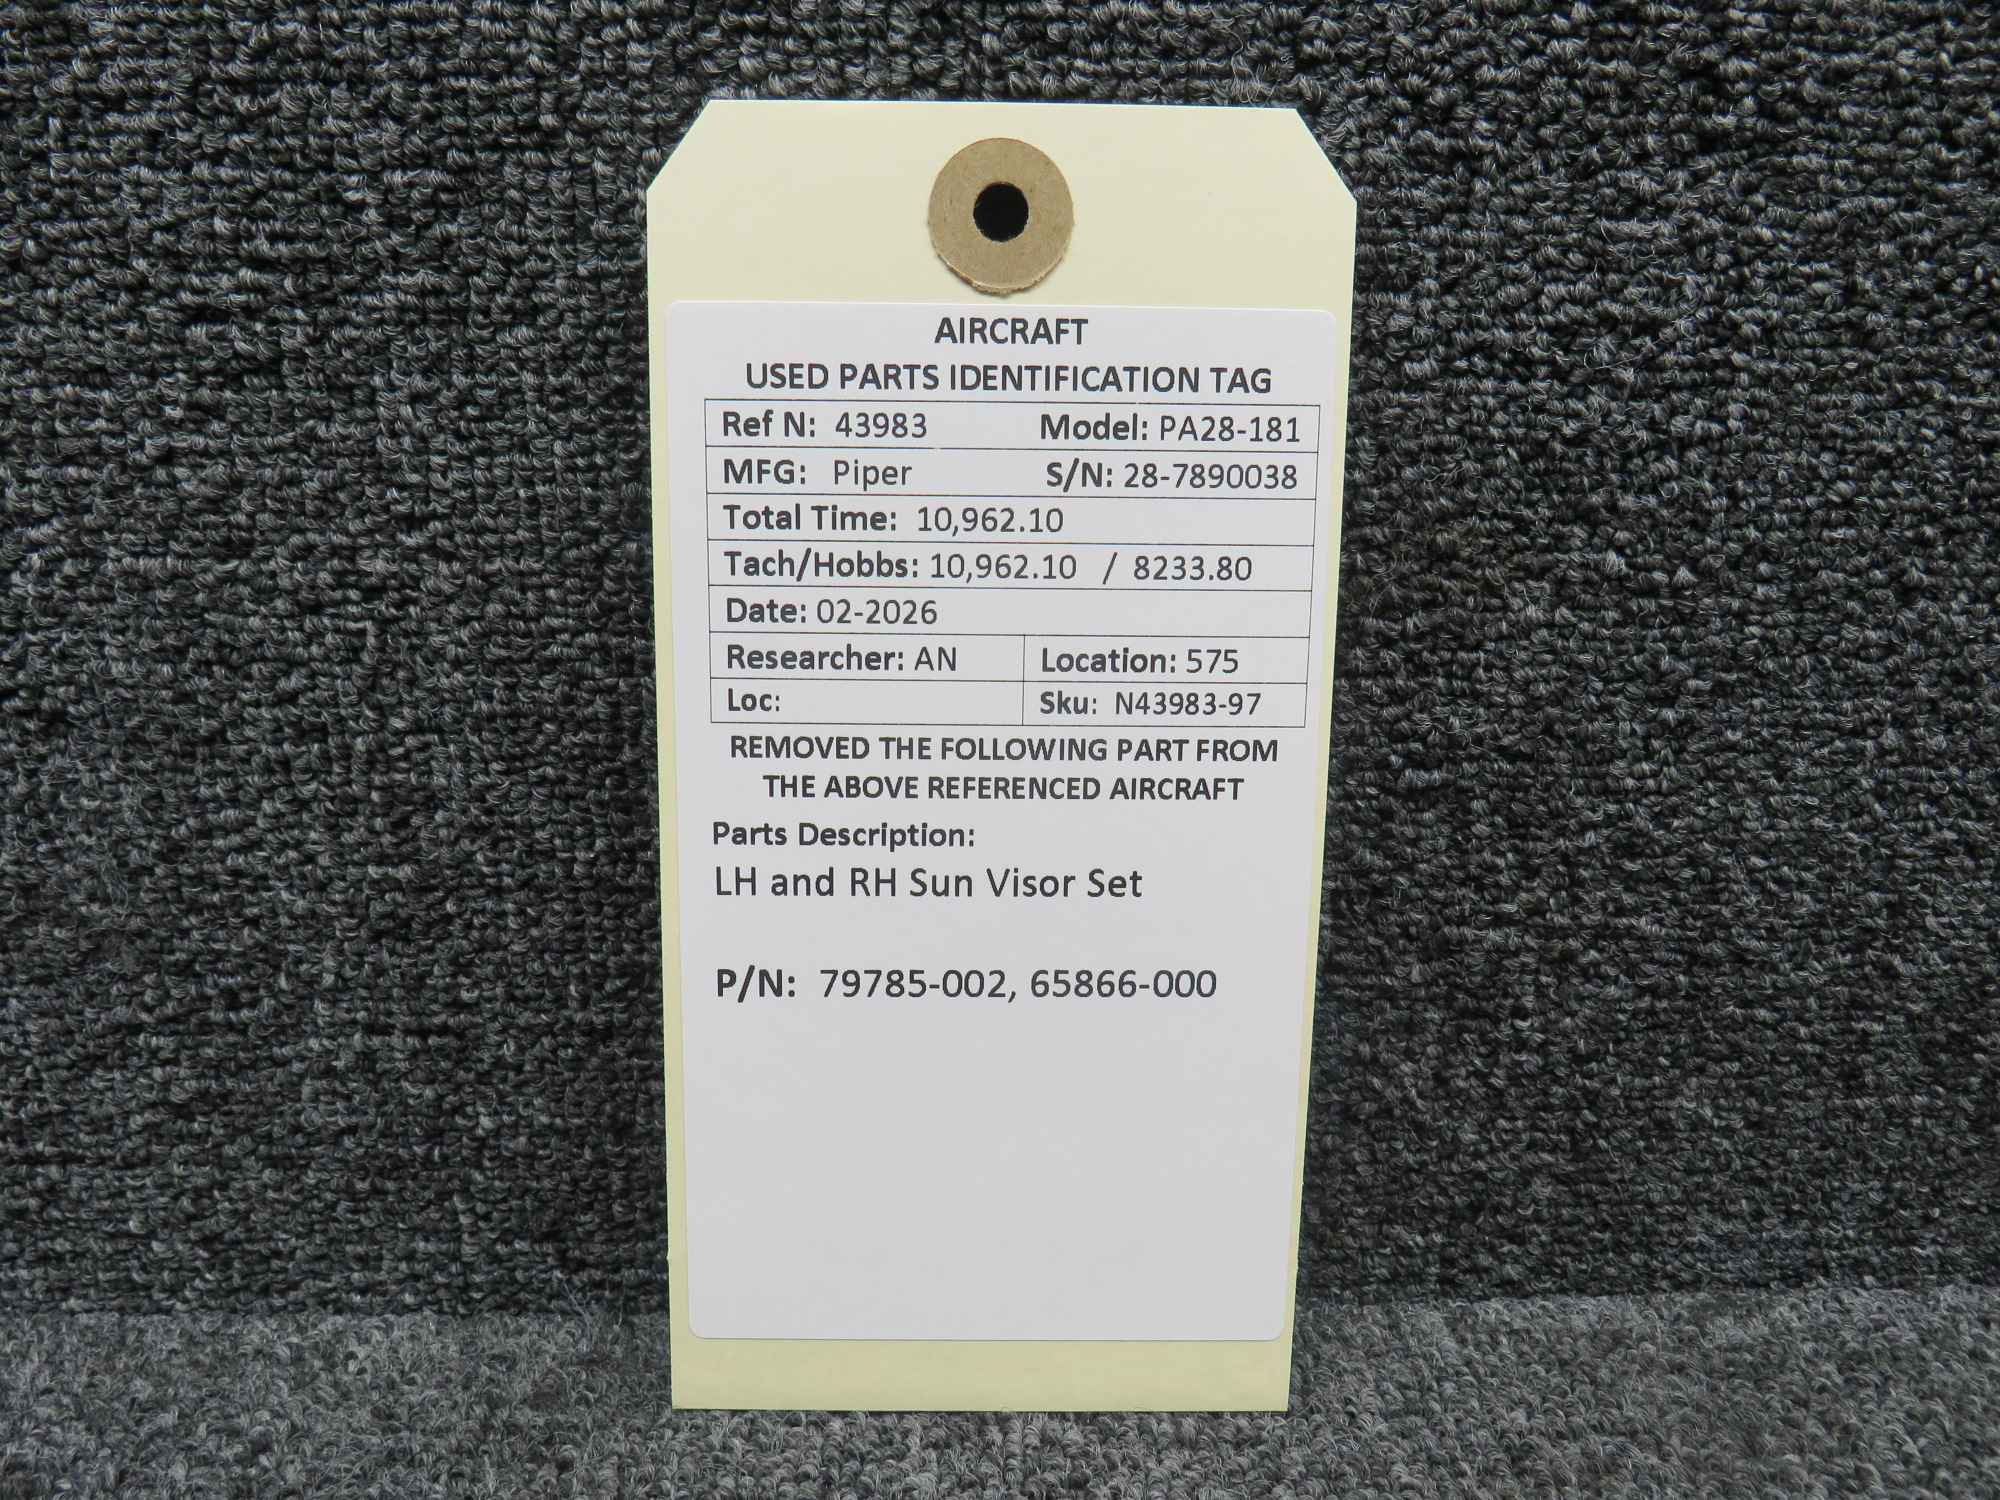 AIRCRAFT
USED PARTS IDENTIFICATION TAG
Ref N: 43983 Model: PA28-181
MFG: Piper S/N: 28-7890038
Total Time: 10,962.10
Tach/Hobbs: 10,962.10 / 8233.80
Date: 02-2026
Researcher: AN Location: 575
Loc: Sku: N43983-97
REMOVED THE FOLLOWING PART FROM
THE ABOVE REFERENCED AIRCRAFT
Parts Description:
LH and RH Sun Visor Set
P/N: 79785-002, 65866-000